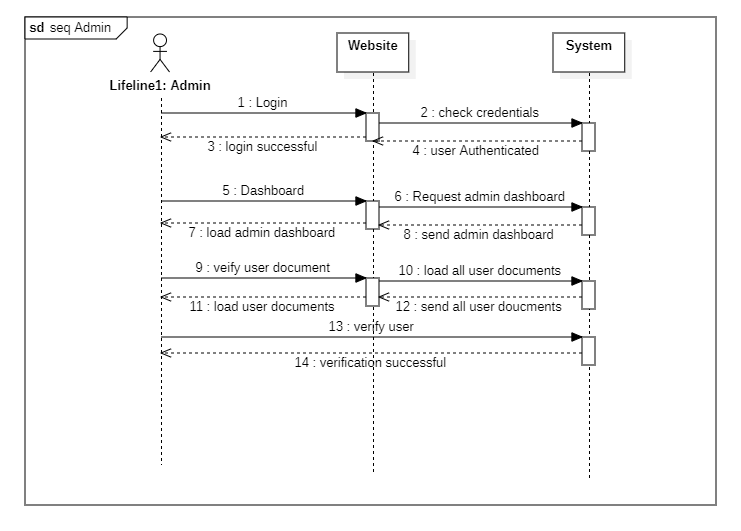 sd seq Admin
Website
System
Lifeline1: Admin
1 : Login
2 : check credentials
3 : login successful
4 : user Authenticated
5 : Dashboard
6 : Request admin dashboard
7 : load admin dashboard
8 : send admin dashboard
9 : veify user document
10 : load all user documents
11 : load user documents
12 : send all user doucments
13 : verify user
14 : verification successful